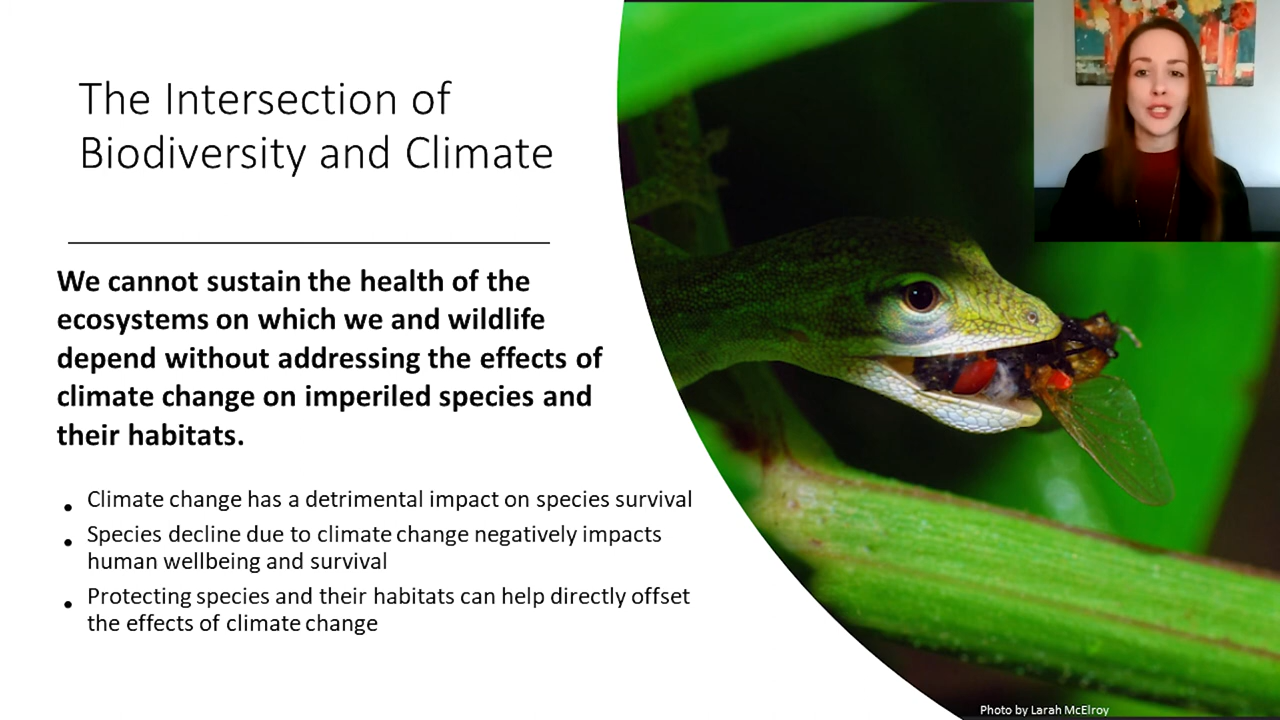 The Intersection of
Biodiversity and Climate
We cannot sustain the health of the
ecosystems on which we and wildlife
depend without addressing the effects of
climate change on imperiled species and
their habitats.
• Climate change has a detrimental impact on species survival
• Species decline due to climate change negatively impacts
human wellbeing and survival
• Protecting species and their habitats can help directly offset
the effects of climate change
Photo by Larah McElroy